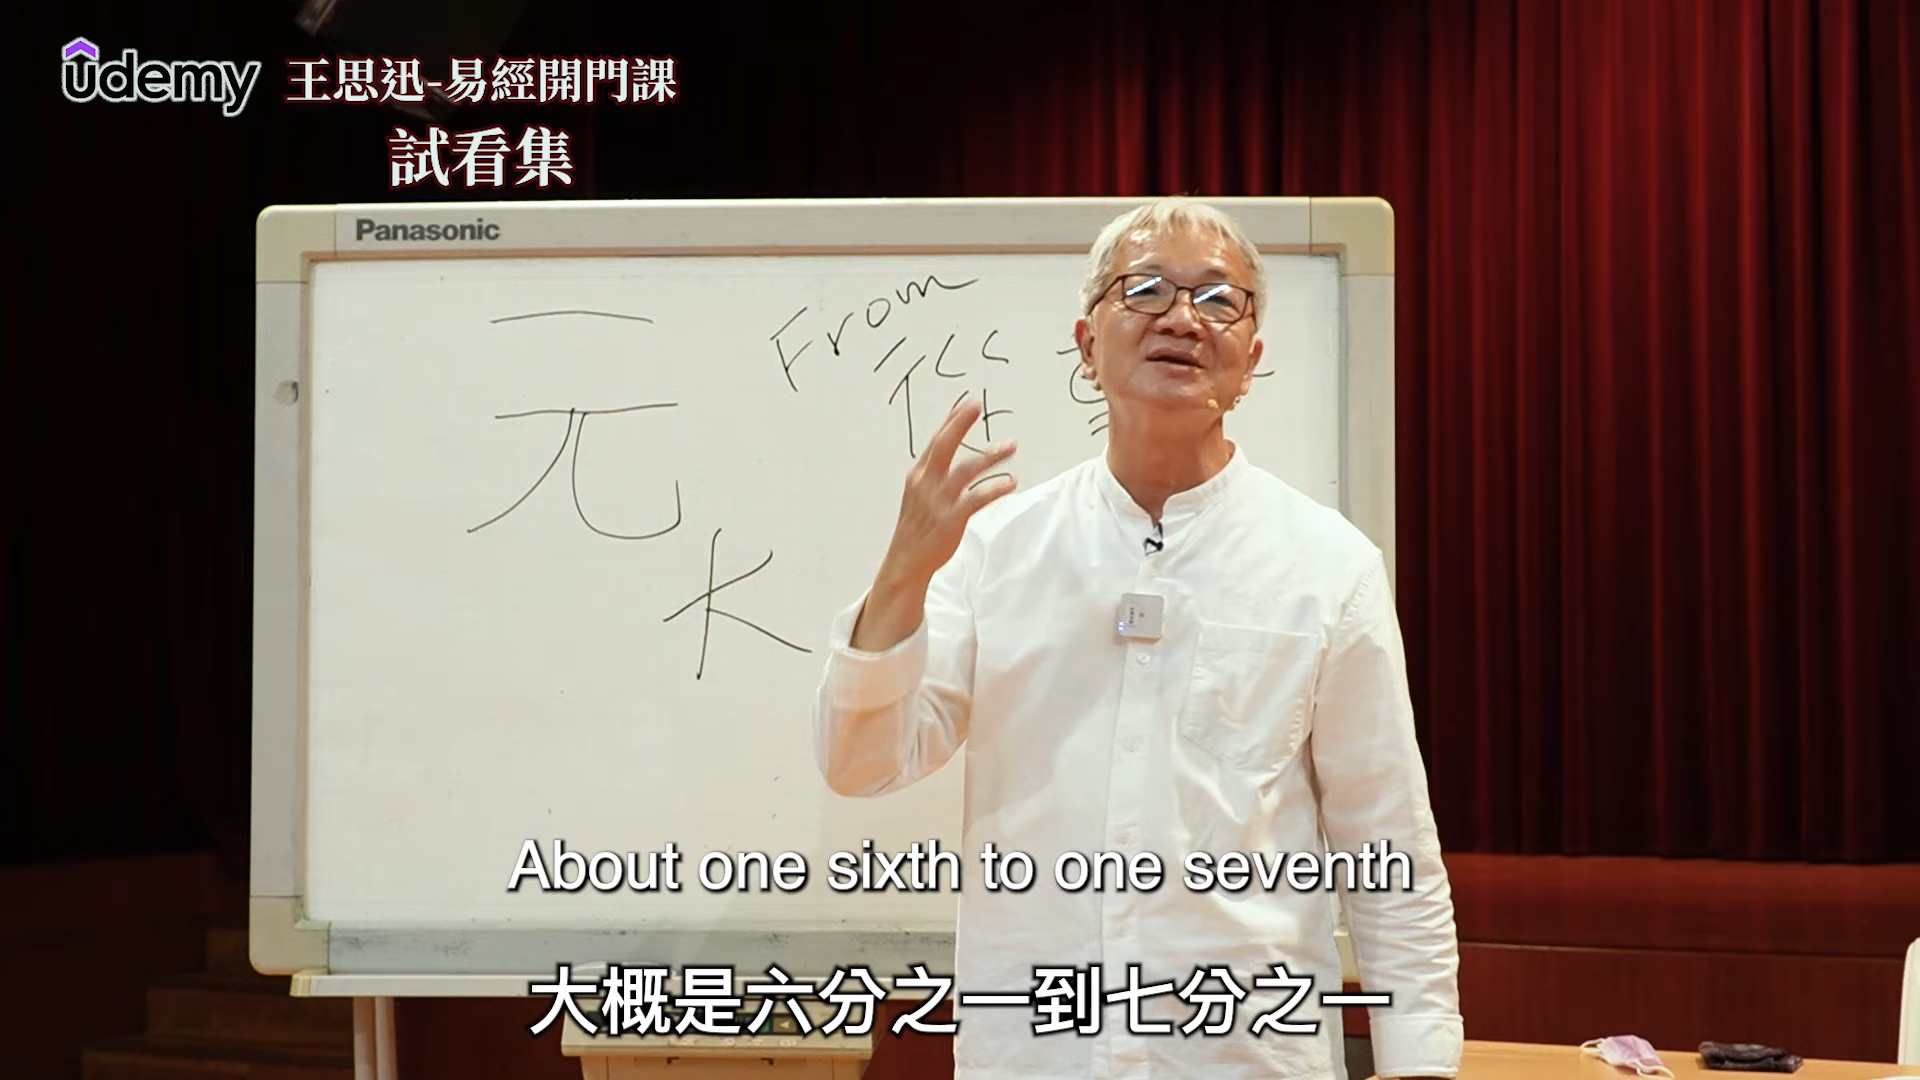 udemy 王思迅-易經開門課
試看集
Panasonic
From
元
從
K
About one sixth to one seventh
大概是六分之一到七分之一